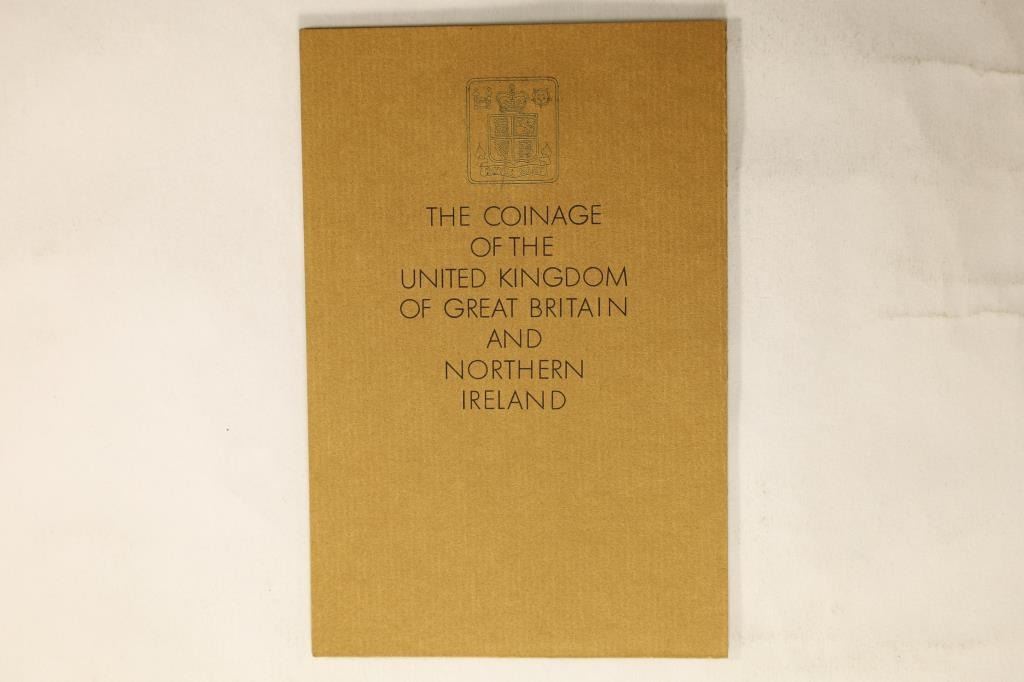 THE COINAGE
OF THE
UNITED KINGDOM
OF GREAT BRITAIN
AND
NORTHERN
IRELAND